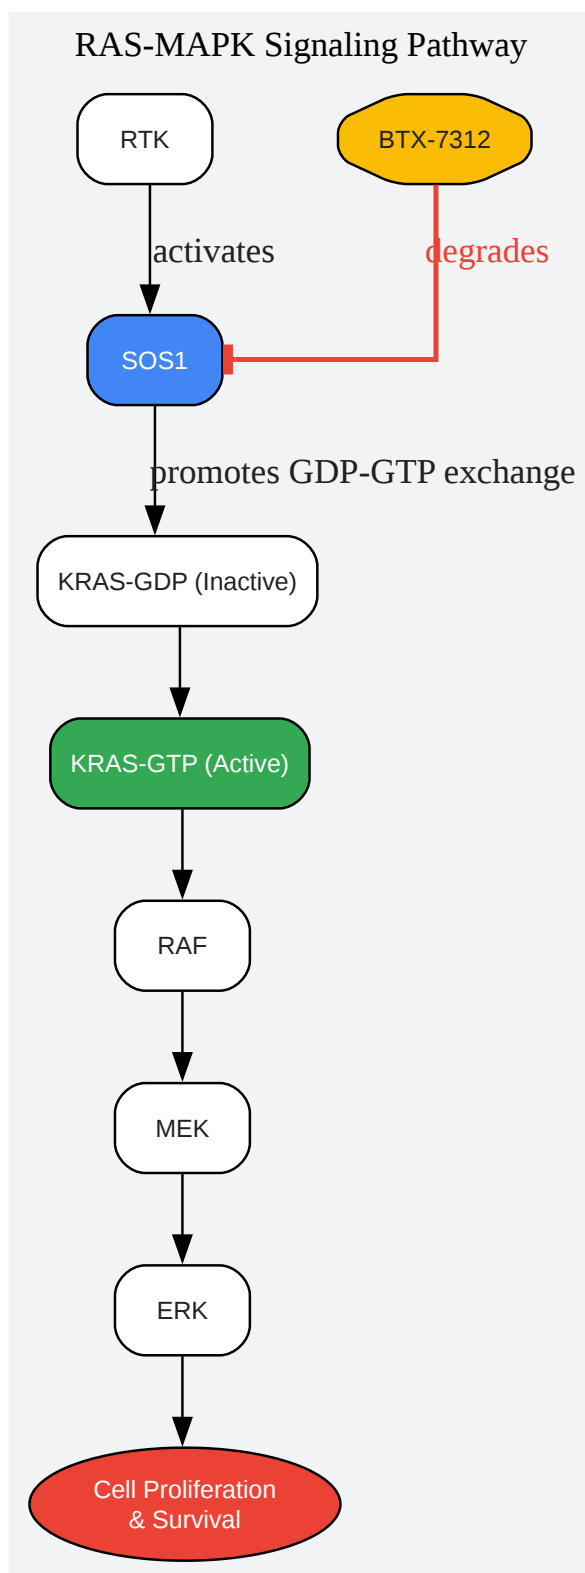 RAS-MAPK Signaling Pathway
RTK
BTX-7312
activates
degrades
SOS1
promotes GDP-GTP exchange
KRAS-GDP (Inactive)
KRAS-GTP (Active)
RAF
MEK
ERK
Cell Proliferation
& Survival